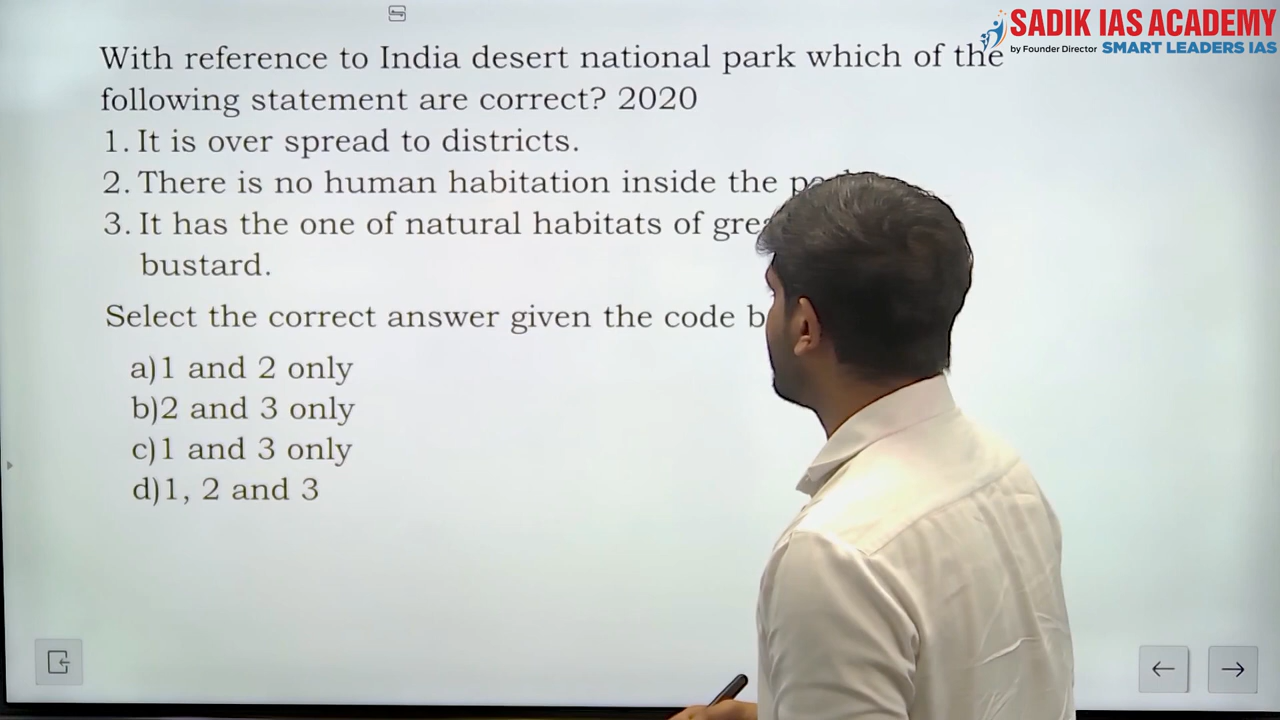 SADIK IAS ACADEMY
by Founder Director SMART LEADERS IAS
With reference to India desert national park which of the
following statement are correct? 2020
1. It is over spread to districts.
2. There is no human habitation inside the
3. It has the one of natural habitats of
bustard.
Select the correct answer given the code
a)1 and 2 only
b)2 and 3 only
c)1 and 3 only
d)1, 2 and 3